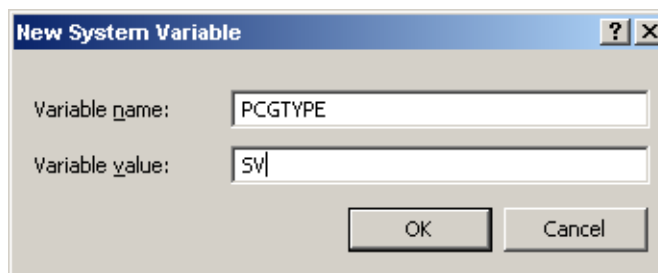 New System Variable
Variable name: PCGTYPE
Variable value: SV
OK Cancel